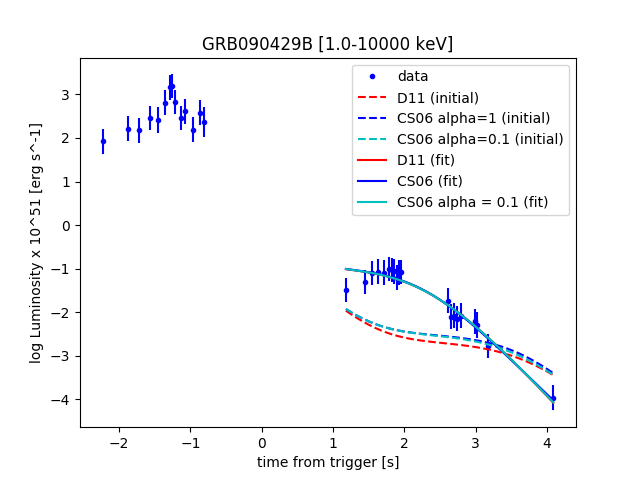 GRB090429B [1.0-10000 keV]
log Luminosity x 10^51 [erg s^-1]
3
2
1
0
−1
−2
−3
−4
data
D11 (initial)
CS06 alpha=1 (initial)
CS06 alpha=0.1 (initial)
D11 (fit)
CS06 (fit)
CS06 alpha = 0.1 (fit)
−2 −1 0 1 2 3 4
time from trigger [s]